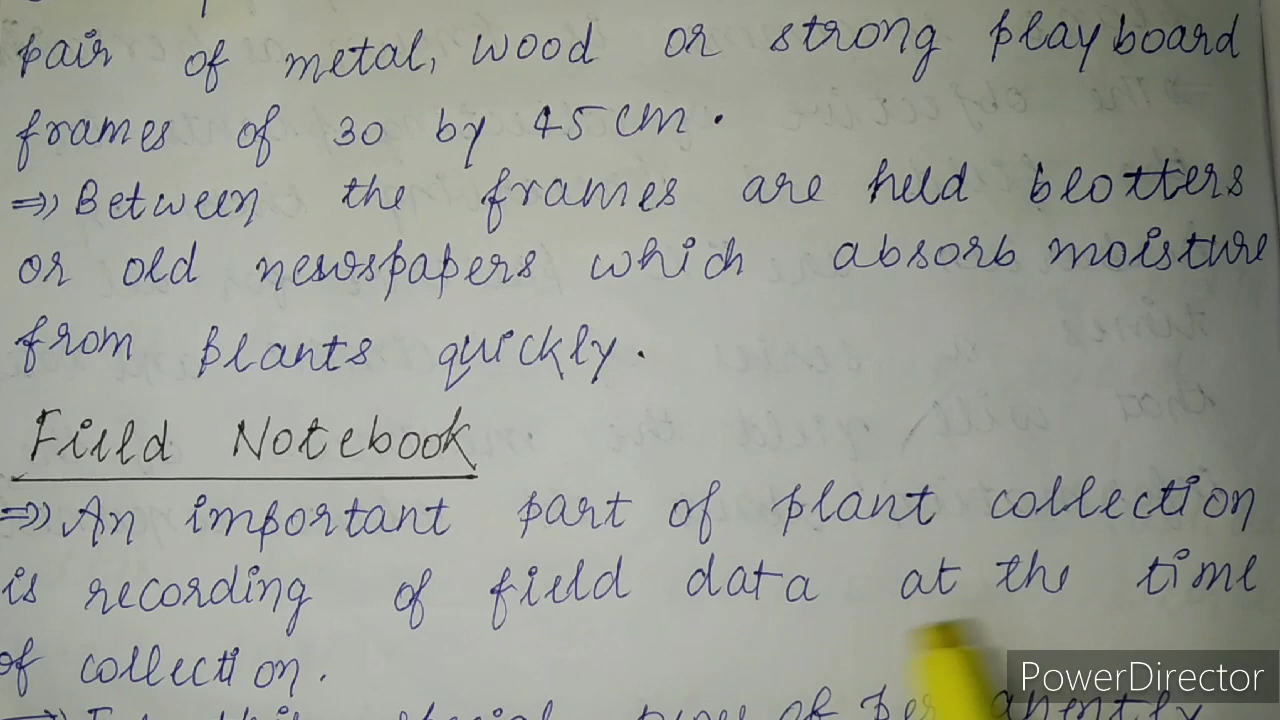 pair of metal, wood or strong playboard
frames of 30 by 45 cm.
⇒ Between the frames are held blotters
or old newspapers which absorb moisture
from plants quickly.
Field Notebook
⇒ An important part of plant collection
is recording of field data at the time
of collection.
PowerDirector